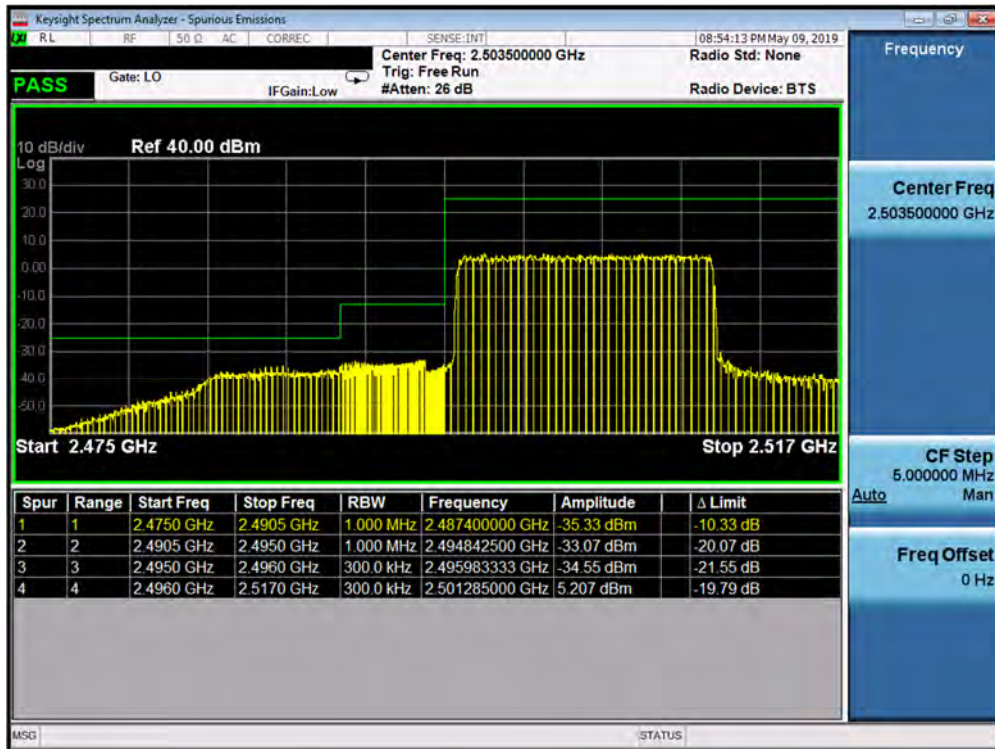 Keysight Spectrum Analyzer - Spurious Emissions
LXI RL RF 50 Ω AC CORREC SENSE:INT 08:54:13 PM May 09, 2019
Center Freq: 2.503500000 GHz Radio Std: None
Gate: LO Trig: Free Run
PASS IFGain:Low #Atten: 26 dB Radio Device: BTS
10 dB/div Ref 40.00 dBm
Log
30.0
20.0
10.0
0.00
-10.0
-20.0
-30.0
-40.0
-50.0
Start 2.475 GHz Stop 2.517 GHz
Spur Range Start Freq Stop Freq RBW Frequency Amplitude Δ Limit
1 1 2.4750 GHz 2.4905 GHz 1.000 MHz 2.487400000 GHz -35.33 dBm -10.33 dB
2 2 2.4905 GHz 2.4950 GHz 1.000 MHz 2.494842500 GHz -33.07 dBm -20.07 dB
3 3 2.4950 GHz 2.4960 GHz 300.0 kHz 2.495983333 GHz -34.55 dBm -21.55 dB
4 4 2.4960 GHz 2.5170 GHz 300.0 kHz 2.501285000 GHz 5.207 dBm -19.79 dB
Frequency
Center Freq
2.503500000 GHz
CF Step
5.000000 MHz
Auto Man
Freq Offset
0 Hz
MSG STATUS